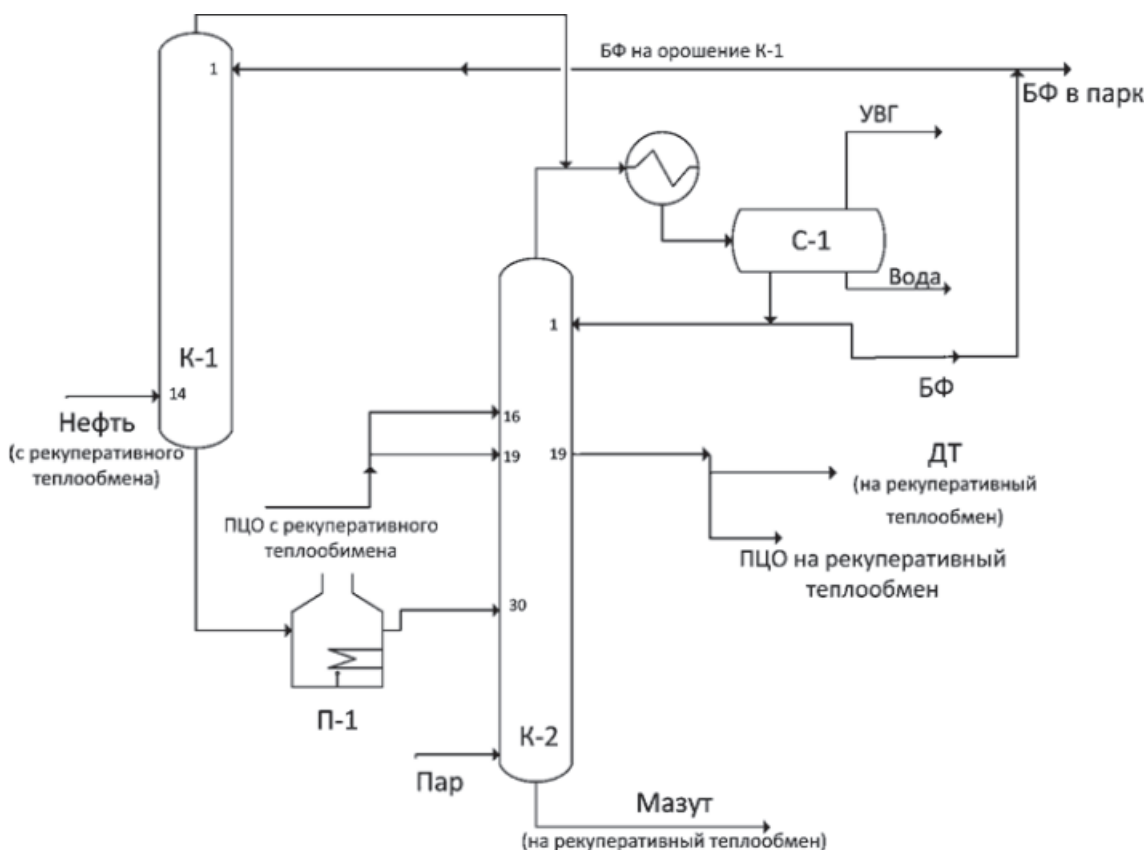 БФ на орошение К-1
1
БФ в парк
УВГ
С-1
Вода
1
К-1
БФ
14
Нефть
(с рекуперативного
теплообмена)
16
19
19
ДТ
(на рекуперативный
теплообмен)
ПЦО с рекуперативного
теплообимена
ПЦО на рекуперативный
теплообмен
30
П-1
К-2
Пар
Мазут
(на рекуперативный теплообмен)